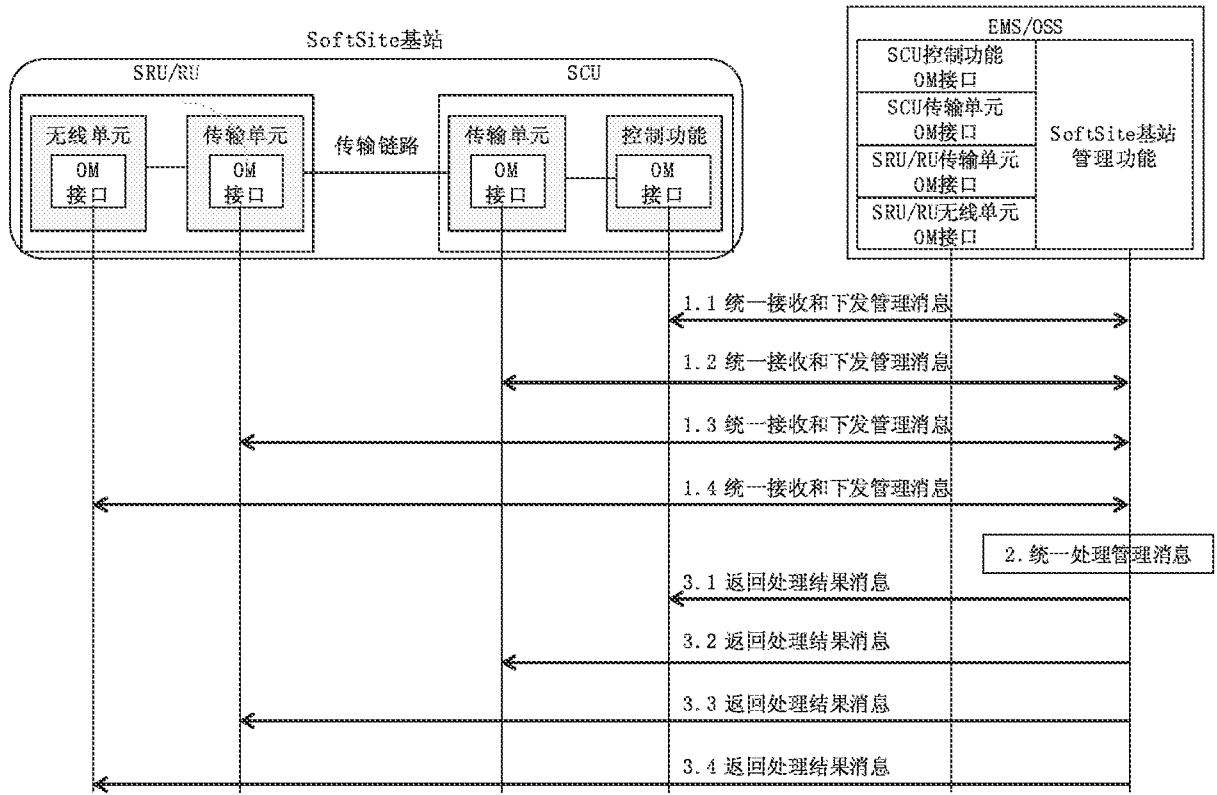 SoftSite基站
SRU/RU
SCU
无线单元
OM
接口
传输单元
OM
接口
传输链路
传输单元
OM
接口
控制功能
OM
接口
EMS/OSS
SCU控制功能
OM接口
SCU传输单元
OM接口
SRU/RU传输单元
OM接口
SRU/RU无线单元
OM接口
SoftSite基站
管理功能
1.1 统一接收和下发管理消息
1.2 统一接收和下发管理消息
1.3 统一接收和下发管理消息
1.4 统一接收和下发管理消息
2.统一处理管理消息
3.1 返回处理结果消息
3.2 返回处理结果消息
3.3 返回处理结果消息
3.4 返回处理结果消息